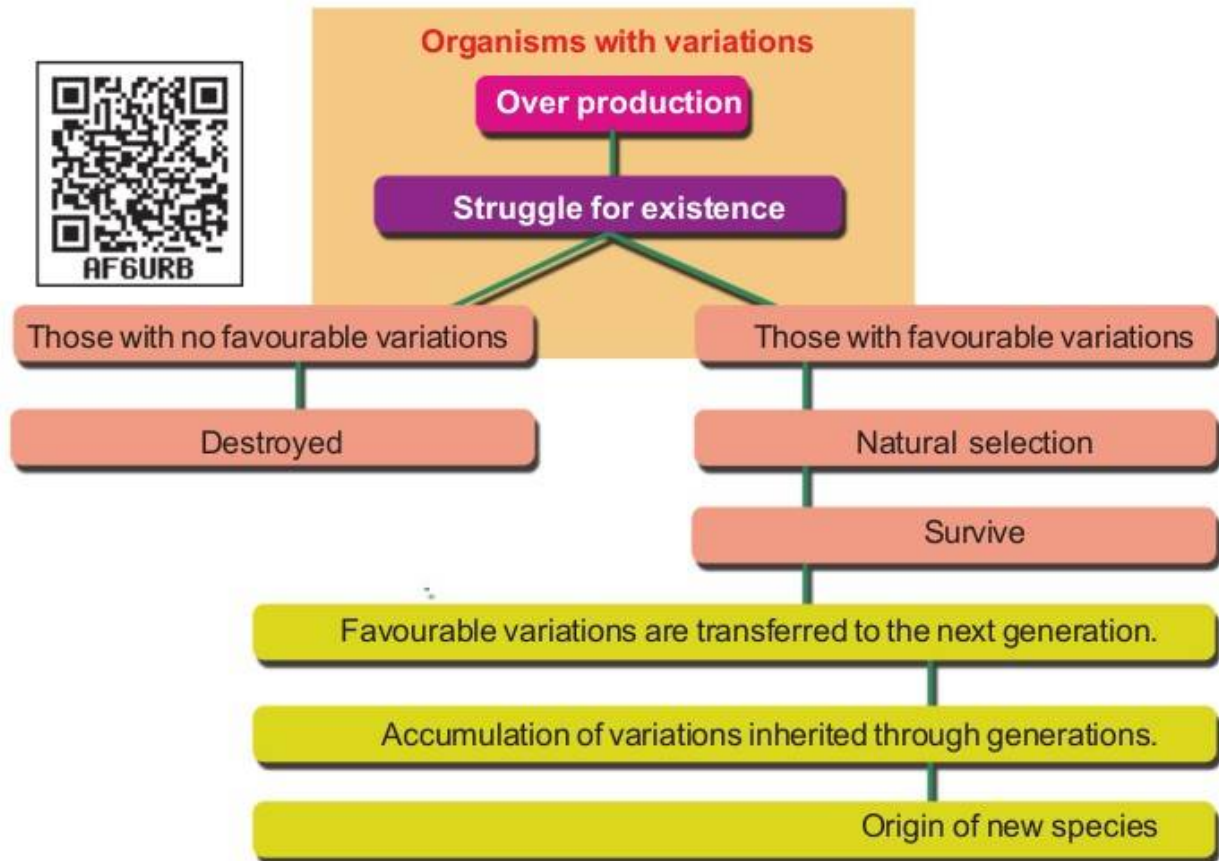 Organisms with variations
Over production
Struggle for existence
AF6URB
Those with no favourable variations
Those with favourable variations
Destroyed
Natural selection
Survive
Favourable variations are transferred to the next generation.
Accumulation of variations inherited through generations.
Origin of new species